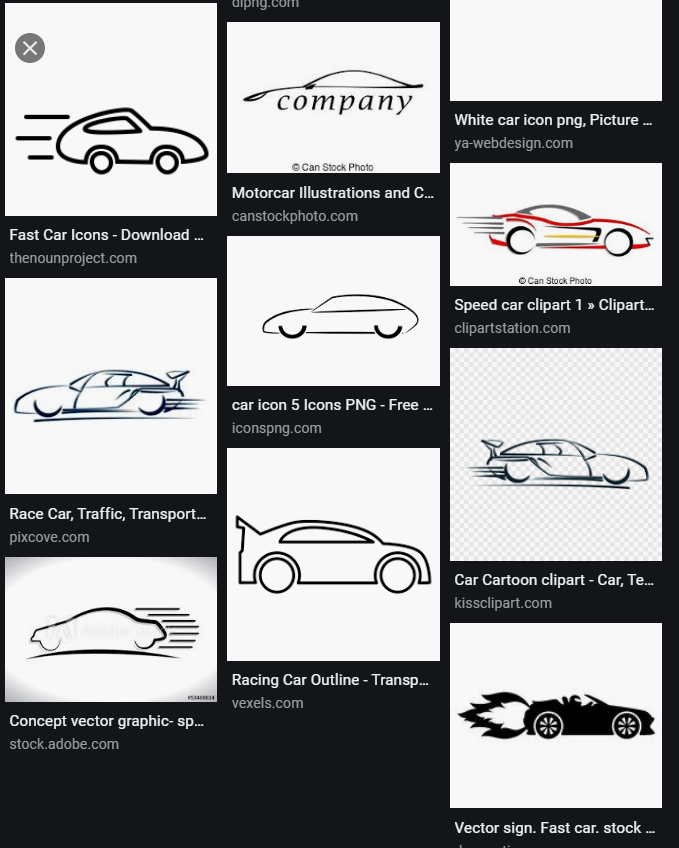 Fast Car Icons - Download ...
thenounproject.com
Race Car, Traffic, Transport...
pixcove.com
#53408614
Concept vector graphic- sp...
stock.adobe.com
dlpng.com
company
© Can Stock Photo
Motorcar Illustrations and C...
canstockphoto.com
car icon 5 Icons PNG - Free ...
iconspng.com
Racing Car Outline - Transp...
vexels.com
White car icon png, Picture ...
ya-webdesign.com
© Can Stock Photo
Speed car clipart 1 » Clipart...
clipartstation.com
Car Cartoon clipart - Car, Te...
kissclipart.com
Vector sign. Fast car. stock ...